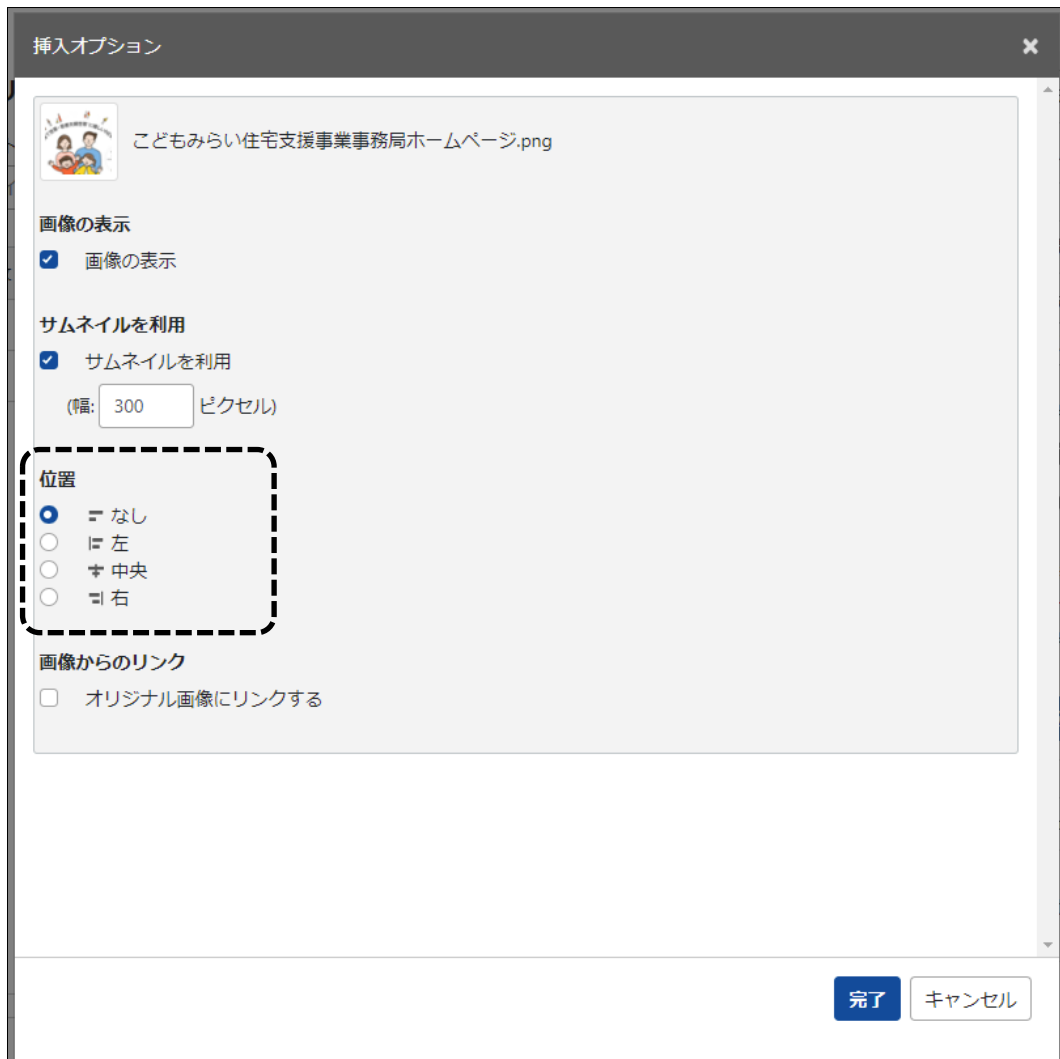 挿入オプション
こどもみらい住宅支援事業事務局ホームページ.png
画像の表示
画像の表示
サムネイルを利用
サムネイルを利用
(幅: 300 ピクセル)
位置
なし
左
中央
右
画像からのリンク
オリジナル画像にリンクする
完了 キャンセル